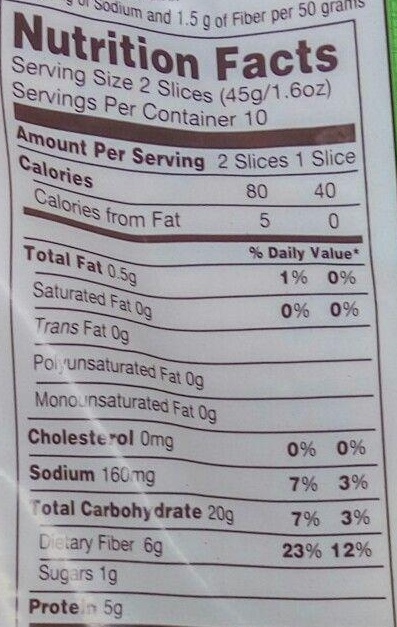 Sodium and 1.5 g of Fiber per 50 grams
Nutrition Facts
Serving Size 2 Slices (45g/1.6oz)
Servings Per Container 10
Amount Per Serving 2 Slices 1 Slice
Calories 80 40
Calories from Fat 5 0
% Daily Value*
Total Fat 0.5g 1% 0%
Saturated Fat 0g 0% 0%
Trans Fat 0g
Polyunsaturated Fat 0g
Monounsaturated Fat 0g
Cholesterol 0mg 0% 0%
Sodium 160mg 7% 3%
Total Carbohydrate 20g 7% 3%
Dietary Fiber 6g 23% 12%
Sugars 1g
Protein 5g